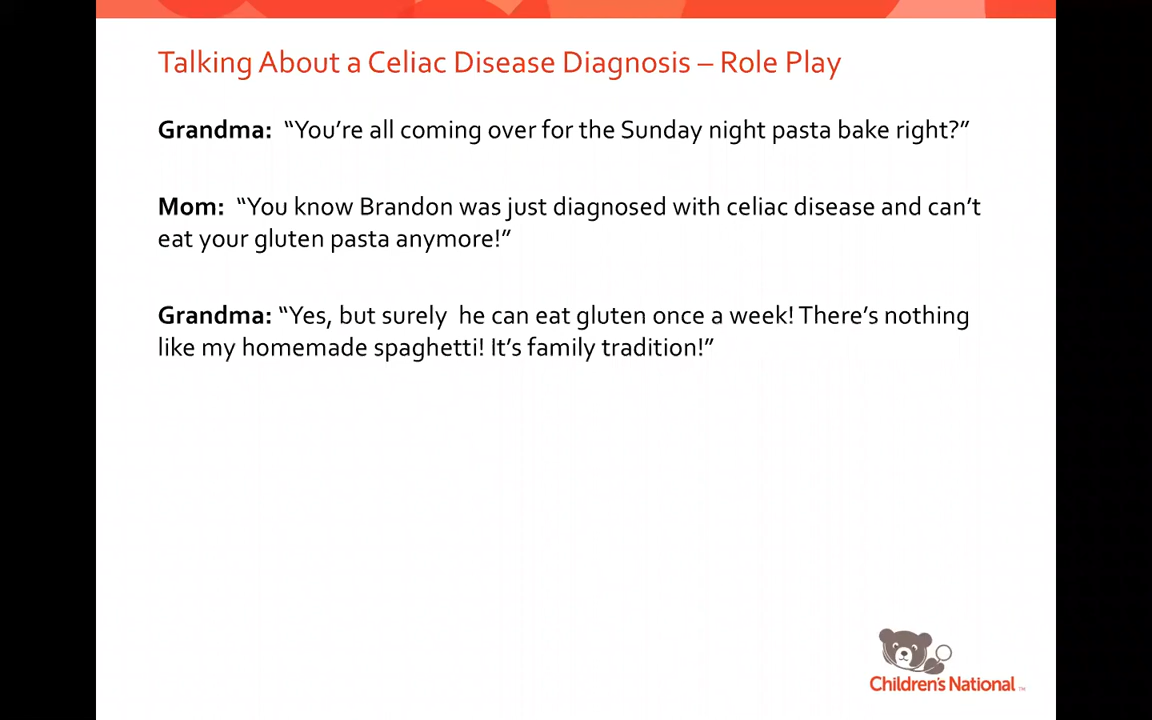 Talking About a Celiac Disease Diagnosis – Role Play
Grandma:  “You’re all coming over for the Sunday night pasta bake right?”
Mom:  “You know Brandon was just diagnosed with celiac disease and can’t
eat your gluten pasta anymore!”
Grandma: “Yes, but surely  he can eat gluten once a week! There’s nothing
like my homemade spaghetti! It’s family tradition!”
Children's National ™